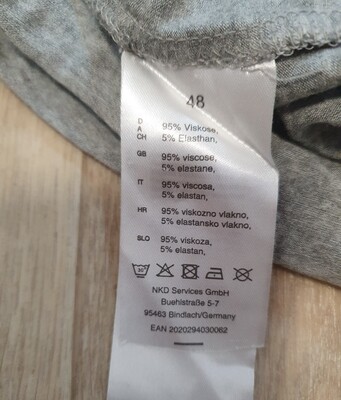 48
D
A
CH
95% Viskose,
5% Elasthan,
GB
95% viscose,
5% elastane,
IT
95% viscosa,
5% elastan,
HR
95% viskozno vlakno,
5% elastansko vlakno,
SLO
95% viskoza,
5% elastan,
NKD Services GmbH
Buehlstraße 5-7
95463 Bindlach/Germany
EAN 2020294030062